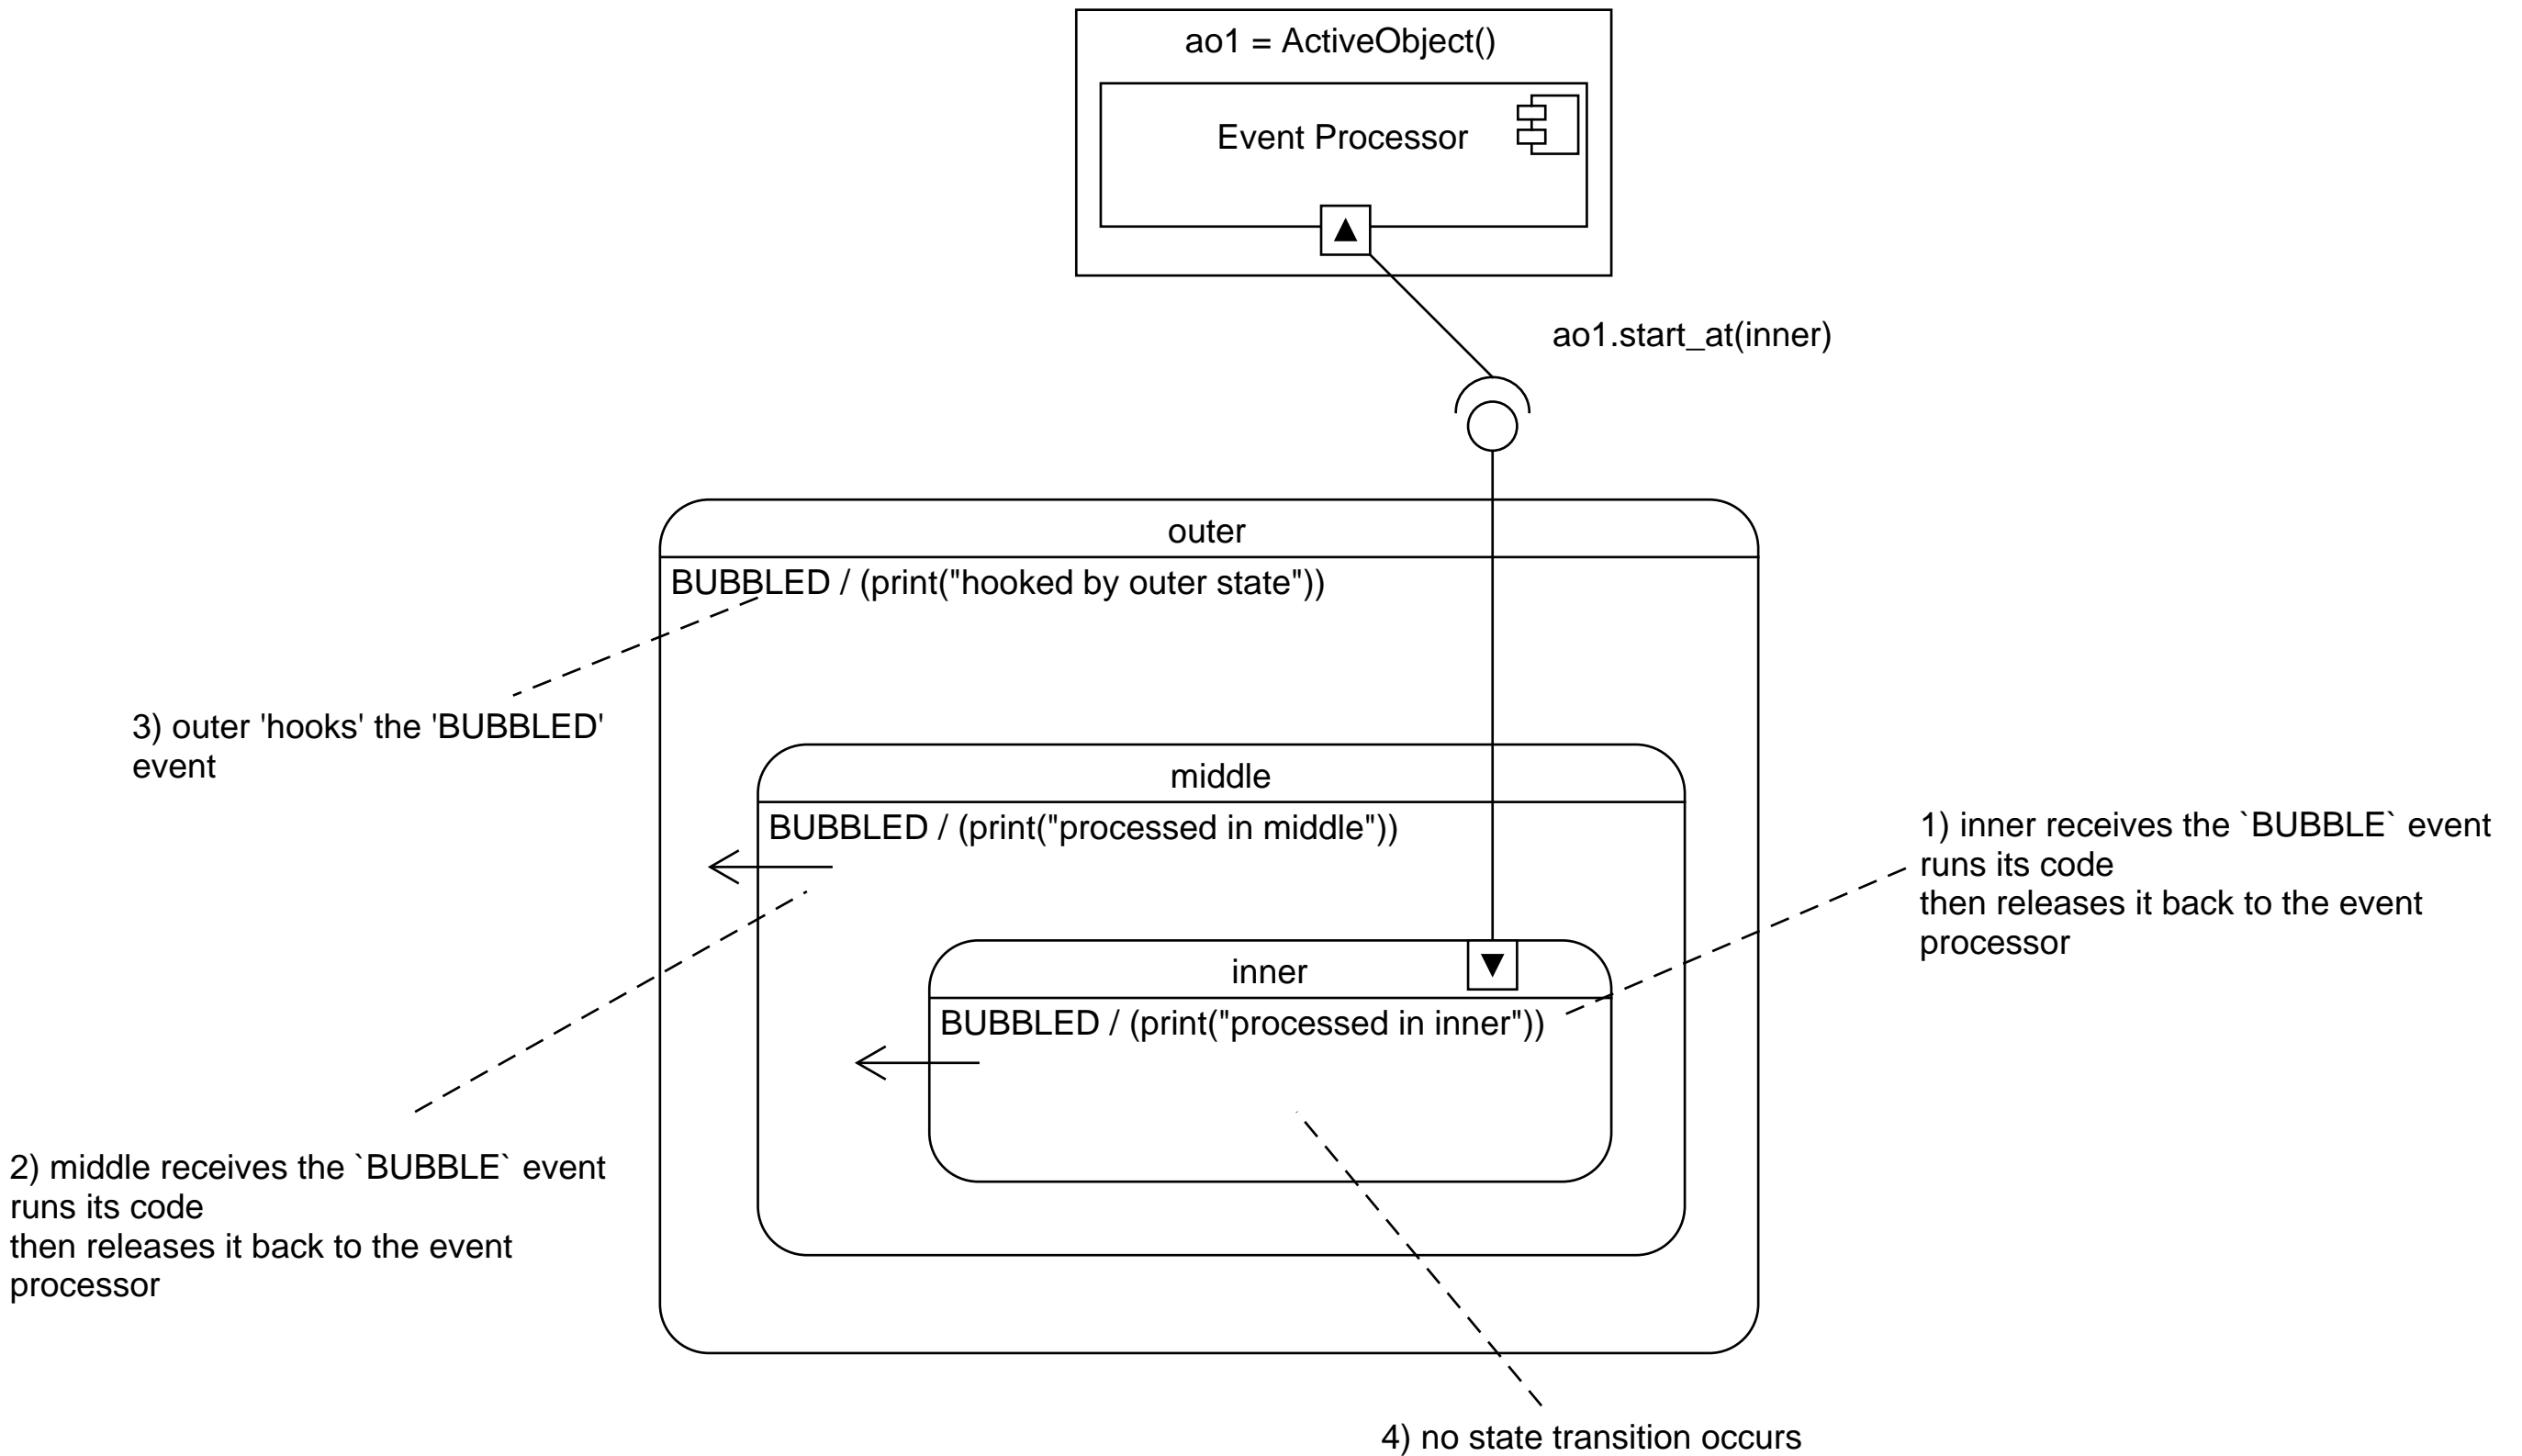 ao1 = ActiveObject()
Event Processor
ao1.start_at(inner)
outer
BUBBLED / (print("hooked by outer state"))
3) outer 'hooks' the 'BUBBLED'
event
middle
BUBBLED / (print("processed in middle"))
1) inner receives the `BUBBLE` event
runs its code
then releases it back to the event
processor
inner
BUBBLED / (print("processed in inner"))
2) middle receives the `BUBBLE` event
runs its code
then releases it back to the event
processor
4) no state transition occurs